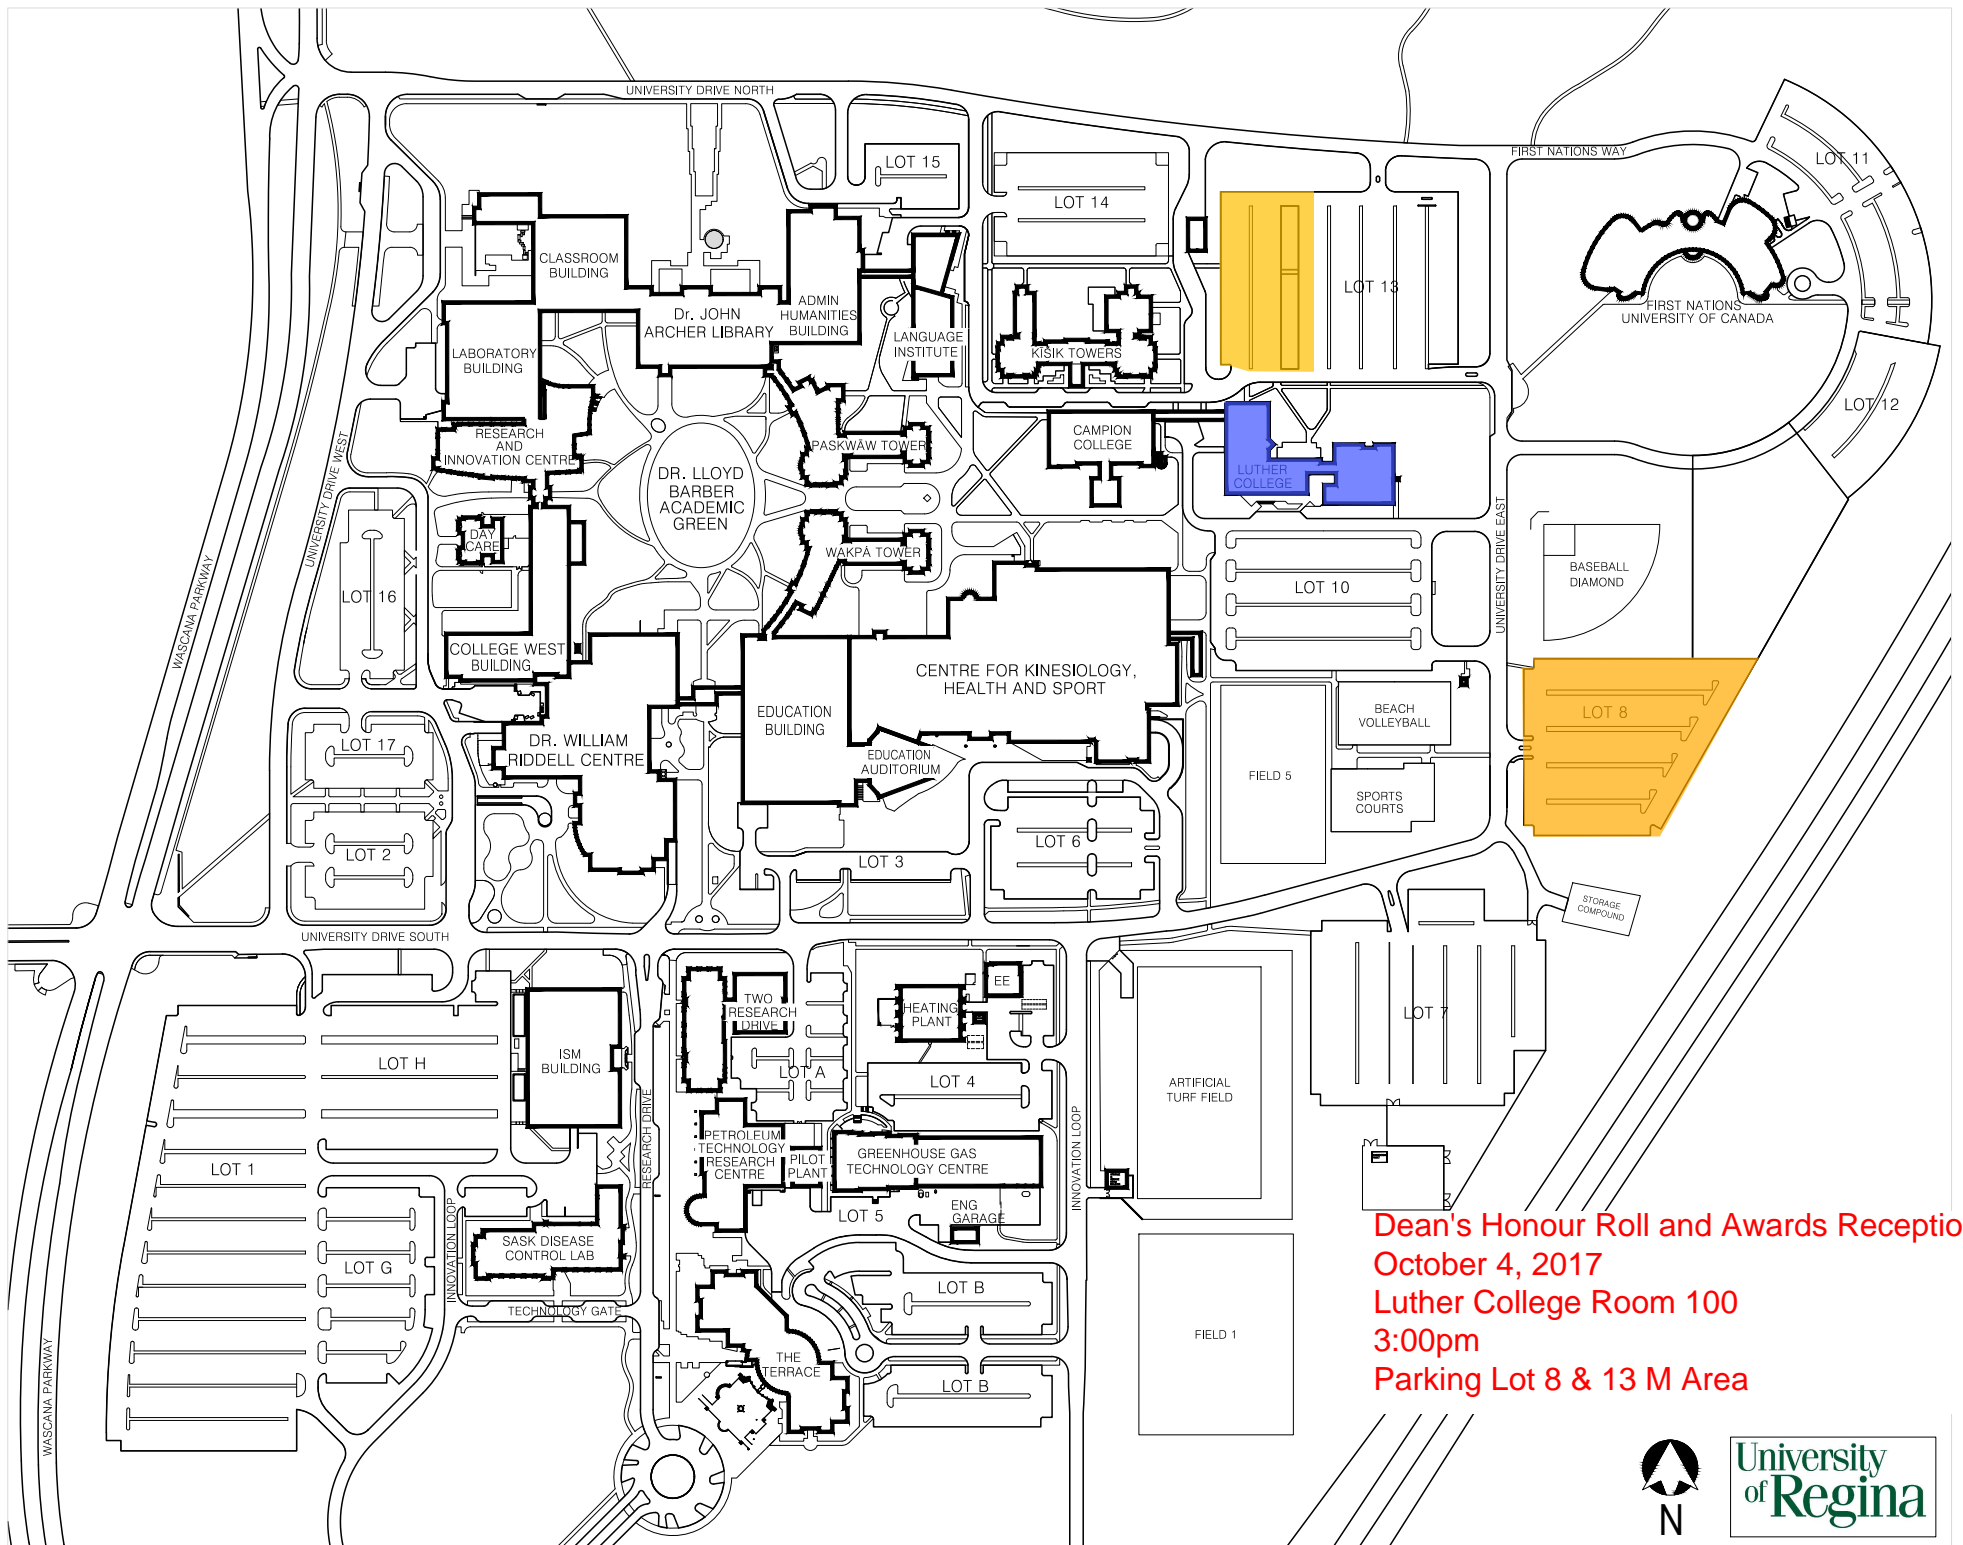 UNIVERSITY DRIVE NORTH
FIRST NATIONS WAY
LOT 15
LOT 11
LOT 14
CLASSROOM
BUILDING
LOT 13
ADMIN
HUMANITIES
BUILDING
Dr. JOHN
ARCHER LIBRARY
FIRST NATIONS
UNIVERSITY OF CANADA
LANGUAGE
INSTITUTE
KĪSIK TOWERS
LABORATORY
BUILDING
LOT 12
RESEARCH
AND
INNOVATION CENTRE
PASKWĀW TOWER
CAMPION
COLLEGE
LUTHER
COLLEGE
DR. LLOYD
BARBER
ACADEMIC
GREEN
UNIVERSITY DRIVE WEST
UNIVERSITY DRIVE EAST
DAY
CARE
WAKPÁ TOWER
BASEBALL
DIAMOND
LOT 10
LOT 16
WASCANA PARKWAY
COLLEGE WEST
BUILDING
CENTRE FOR KINESIOLOGY,
HEALTH AND SPORT
EDUCATION
BUILDING
BEACH
VOLLEYBALL
LOT 8
LOT 17
DR. WILLIAM
RIDDELL CENTRE
EDUCATION
AUDITORIUM
FIELD 5
SPORTS
COURTS
LOT 2
LOT 3
LOT 6
STORAGE
COMPOUND
UNIVERSITY DRIVE SOUTH
EE
TWO
RESEARCH
DRIVE
HEATING
PLANT
LOT 7
ISM
BUILDING
LOT H
LOT A
LOT 4
ARTIFICIAL
TURF FIELD
RESEARCH DRIVE
INNOVATION LOOP
PETROLEUM
TECHNOLOGY
RESEARCH
CENTRE
PILOT
PLANT
GREENHOUSE GAS
TECHNOLOGY CENTRE
LOT 1
LOT 5
ENG
GARAGE
INNOVATION LOOP
SASK DISEASE
CONTROL LAB
LOT G
LOT B
TECHNOLOGY GATE
FIELD 1
THE
TERRACE
LOT B
WASCANA PARKWAY
Dean's Honour Roll and Awards Receptio
October 4, 2017
Luther College Room 100
3:00pm
Parking Lot 8 & 13 M Area
N
University
of Regina